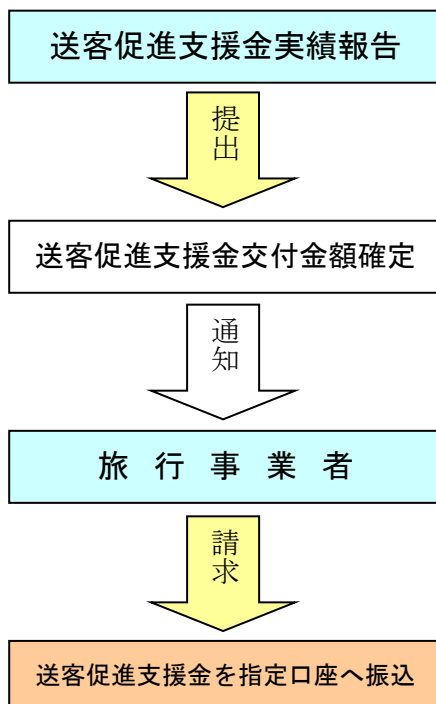 送客促進支援金実績報告
提出
送客促進支援金交付金額確定
通知
旅 行 事 業 者
請求
送客促進支援金を指定口座へ振込